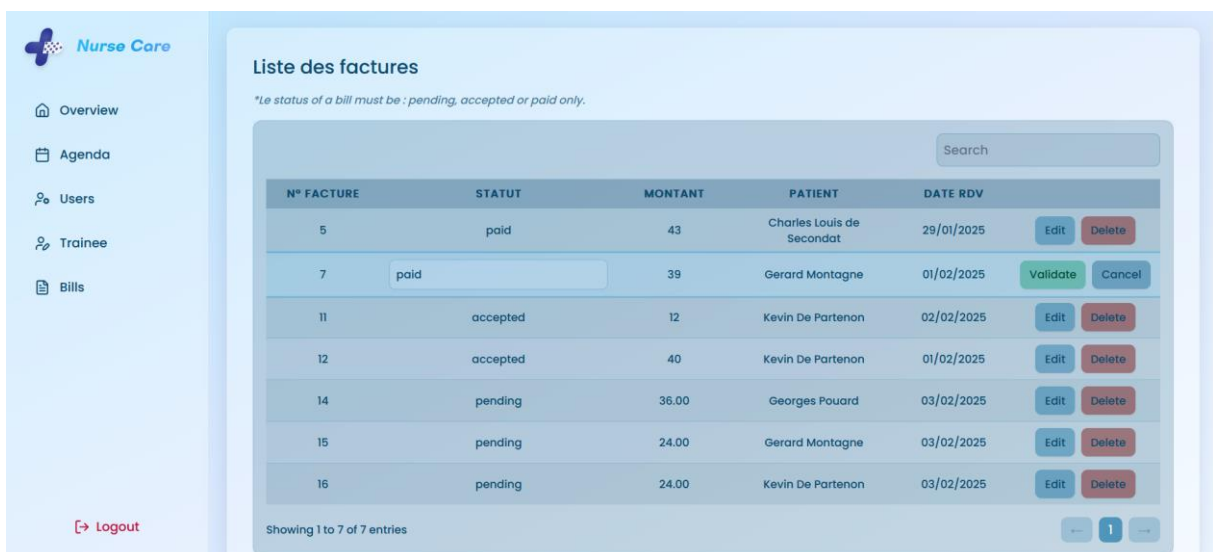 Nurse Care
Overview
Agenda
Users
Trainee
Bills
Logout
Liste des factures
*Le status of a bill must be : pending, accepted or paid only.
Search
N° FACTURE STATUT MONTANT PATIENT DATE RDV
5 paid 43 Charles Louis de Secondat 29/01/2025 Edit Delete
7 paid 39 Gerard Montagne 01/02/2025 Validate Cancel
11 accepted 12 Kevin De Partenon 02/02/2025 Edit Delete
12 accepted 40 Kevin De Partenon 01/02/2025 Edit Delete
14 pending 36.00 Georges Pouard 03/02/2025 Edit Delete
15 pending 24.00 Gerard Montagne 03/02/2025 Edit Delete
16 pending 24.00 Kevin De Partenon 03/02/2025 Edit Delete
Showing 1 to 7 of 7 entries
← 1 →